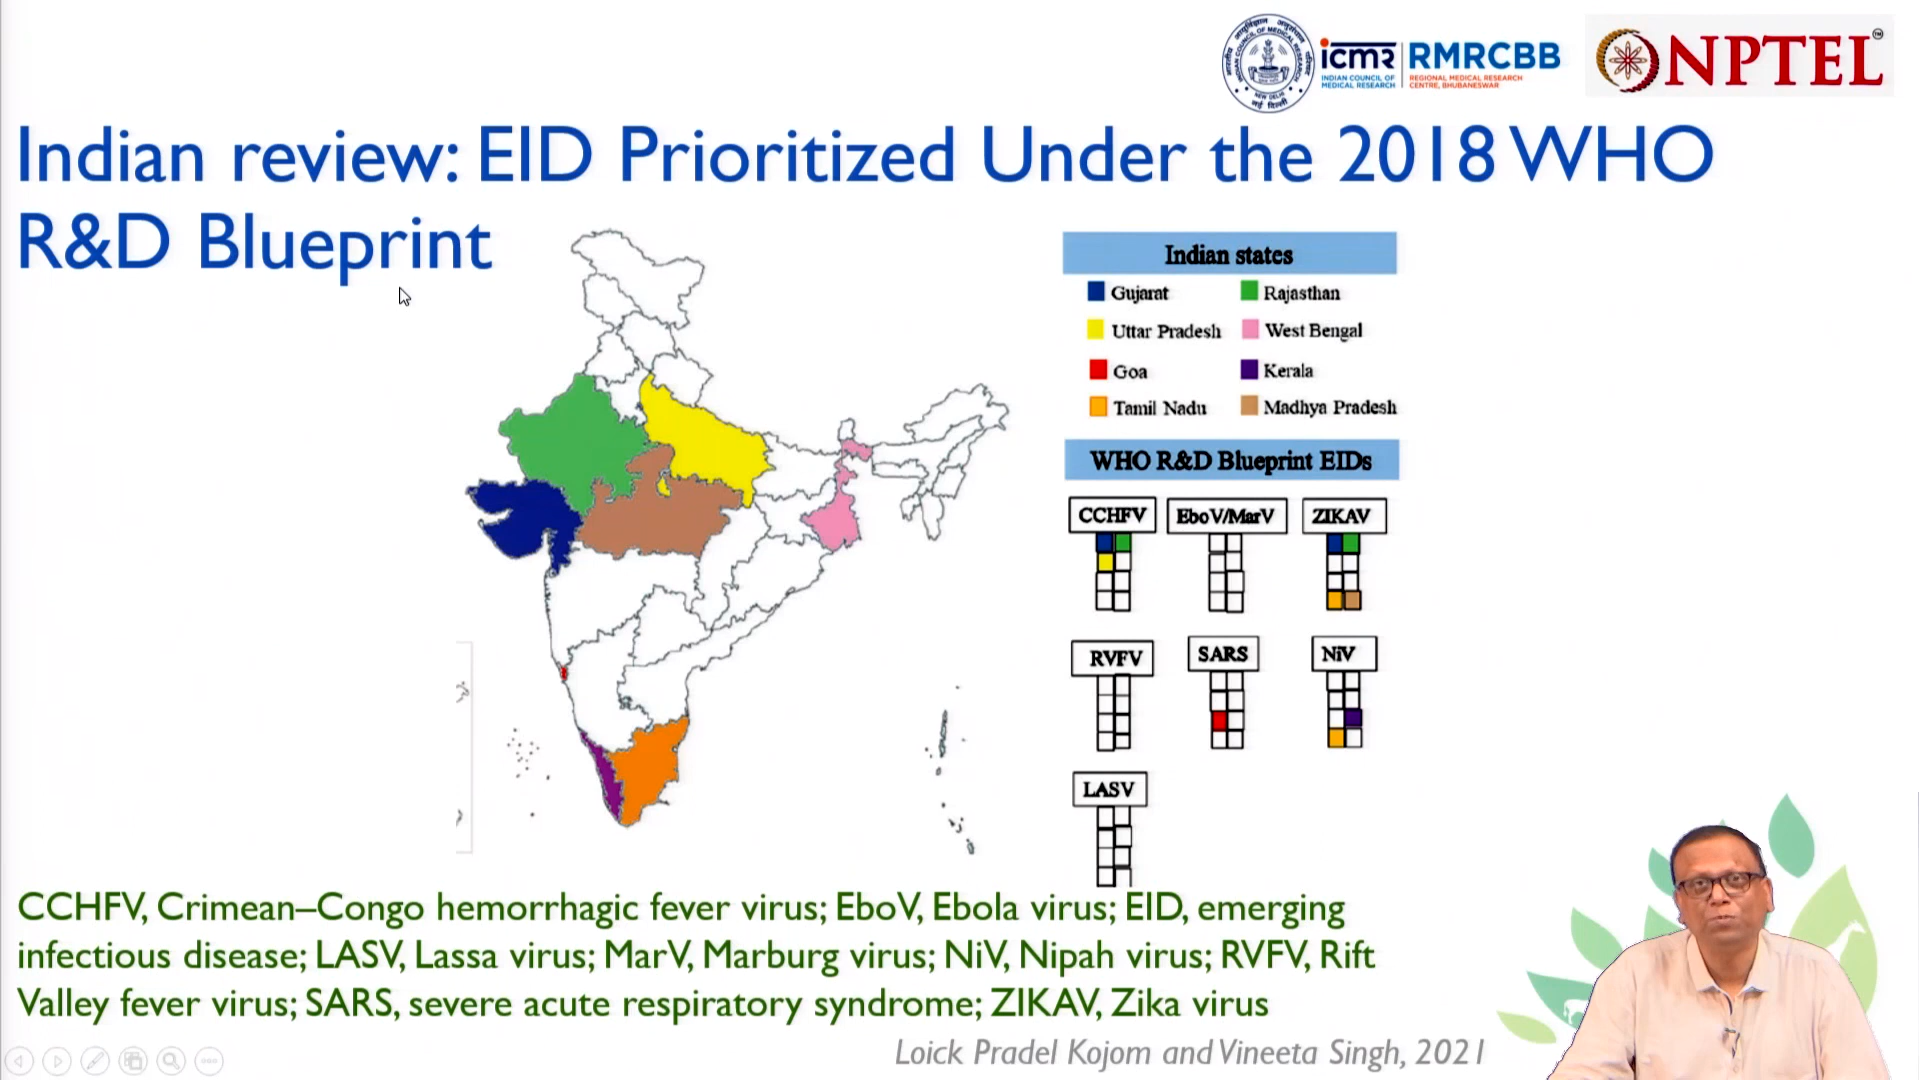 icmr
INDIAN COUNCIL OF
MEDICAL RESEARCH
RMRCBB
REGIONAL MEDICAL RESEARCH
CENTRE, BHUBANESWAR
NPTEL
Indian review: EID Prioritized Under the 2018 WHO
R&D Blueprint
Indian states
Gujarat Rajasthan
Uttar Pradesh West Bengal
Goa Kerala
Tamil Nadu Madhya Pradesh
WHO R&D Blueprint EIDs
CCHFV EboV/MarV ZIKAV
RVFV SARS NiV
LASV
CCHFV, Crimean–Congo hemorrhagic fever virus; EboV, Ebola virus; EID, emerging
infectious disease; LASV, Lassa virus; MarV, Marburg virus; NiV, Nipah virus; RVFV, Rift
Valley fever virus; SARS, severe acute respiratory syndrome; ZIKAV, Zika virus
Loick Pradel Kojom and Vineeta Singh, 2021